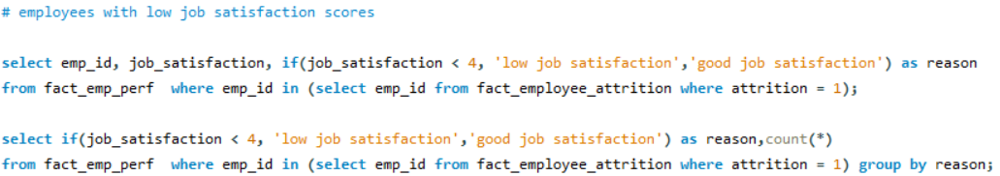 # employees with low job satisfaction scores
select emp_id, job_satisfaction, if(job_satisfaction < 4, 'low job satisfaction','good job satisfaction') as reason
from fact_emp_perf  where emp_id in (select emp_id from fact_employee_attrition where attrition = 1);
select if(job_satisfaction < 4, 'low job satisfaction','good job satisfaction') as reason,count(*)
from fact_emp_perf  where emp_id in (select emp_id from fact_employee_attrition where attrition = 1) group by reason;